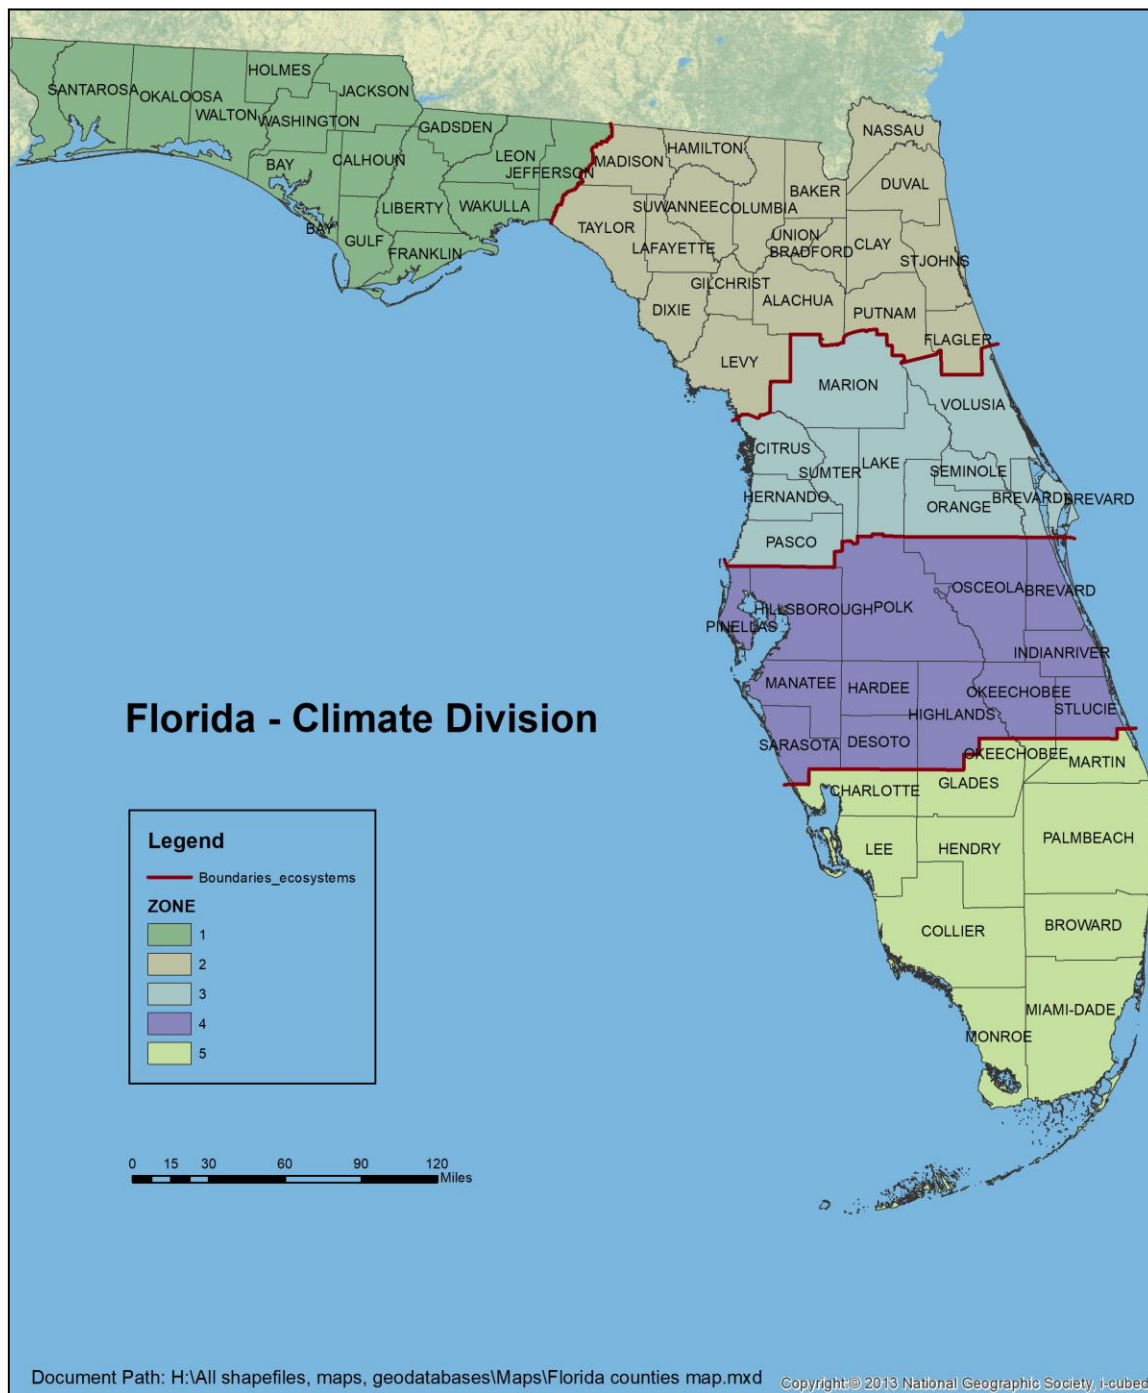 HOLMES
SANTAROSA
OKALOOSA
JACKSON
WALTON
WASHINGTON
GADSDEN
BAY
CALHOUN
LEON
JEFFERSON
LIBERTY
WAKULLA
BAY
GULF
FRANKLIN
NASSAU
HAMILTON
MADISON
BAKER
DUVAL
SUWANNEE
COLUMBIA
TAYLOR
UNION
LAFAYETTE
BRADFORD
CLAY
STJOHNS
GILCHRIST
ALACHUA
DIXIE
PUTNAM
FLAGLER
LEVY
MARION
VOLUSIA
CITRUS
SUMTER
LAKE
SEMINOLE
HERNANDO
ORANGE
BREVARD
BREVARD
PASCO
OSCEOLA
BREVARD
HILLSBOROUGH
POLK
PINELLAS
INDIANRIVER
MANATEE
HARDEE
OKEECHOBEE
HIGHLANDS
STLUCIE
SARASOTA
DESOTO
OKEECHOBEE
MARTIN
CHARLOTTE
GLADES
PALMBEACH
LEE
HENDRY
COLLIER
BROWARD
MIAMI-DADE
MONROE
Florida - Climate Division
Legend
Boundaries_ecosystems
ZONE
1
2
3
4
5
0 15 30 60 90 120
Miles
Document Path: H:\All shapefiles, maps, geodatabases\Maps\Florida counties map.mxd
Copyright:© 2013 National Geographic Society, i-cubed